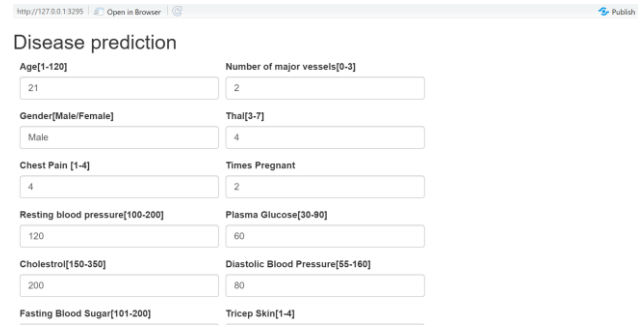 http://127.0.0.1:3295 Open in Browser Publish
Disease prediction
Age[1-120] Number of major vessels[0-3]
21 2
Gender[Male/Female] Thal[3-7]
Male 4
Chest Pain [1-4] Times Pregnant
4 2
Resting blood pressure[100-200] Plasma Glucose[30-90]
120 60
Cholestrol[150-350] Diastolic Blood Pressure[55-160]
200 80
Fasting Blood Sugar[101-200] Tricep Skin[1-4]